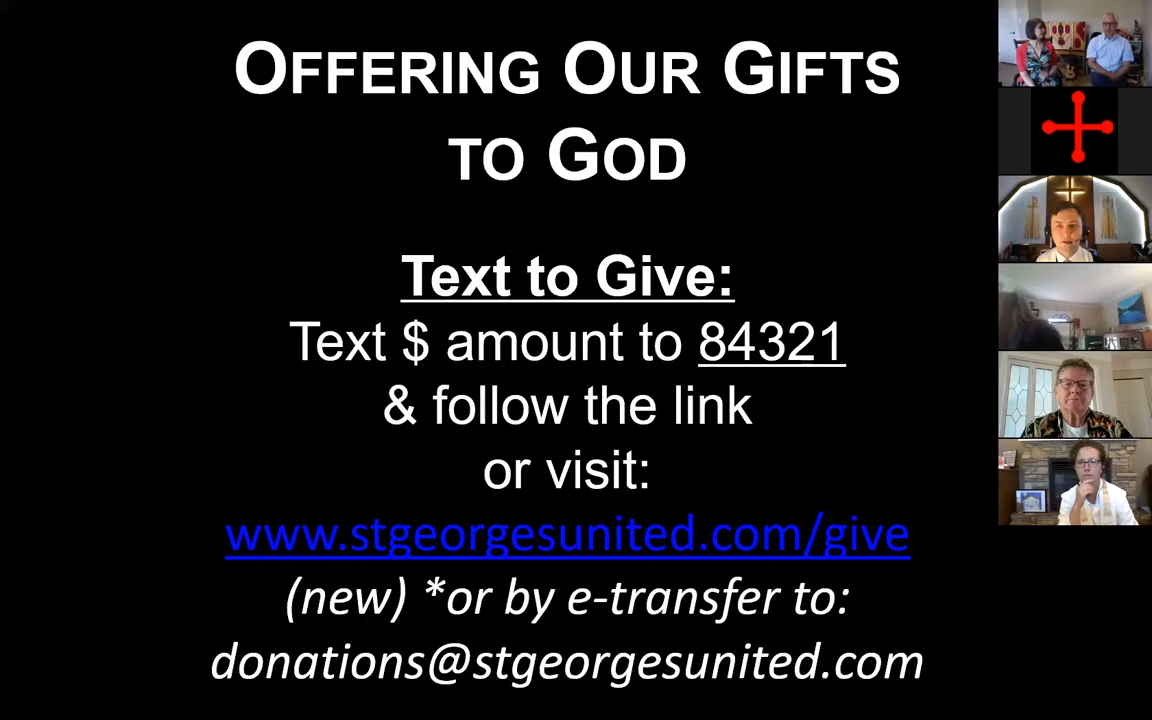 OFFERING OUR GIFTS
TO GOD
Text to Give:
Text $ amount to 84321
& follow the link
or visit:
www.stgeorgesunited.com/give
(new) *or by e-transfer to:
donations@stgeorgesunited.com